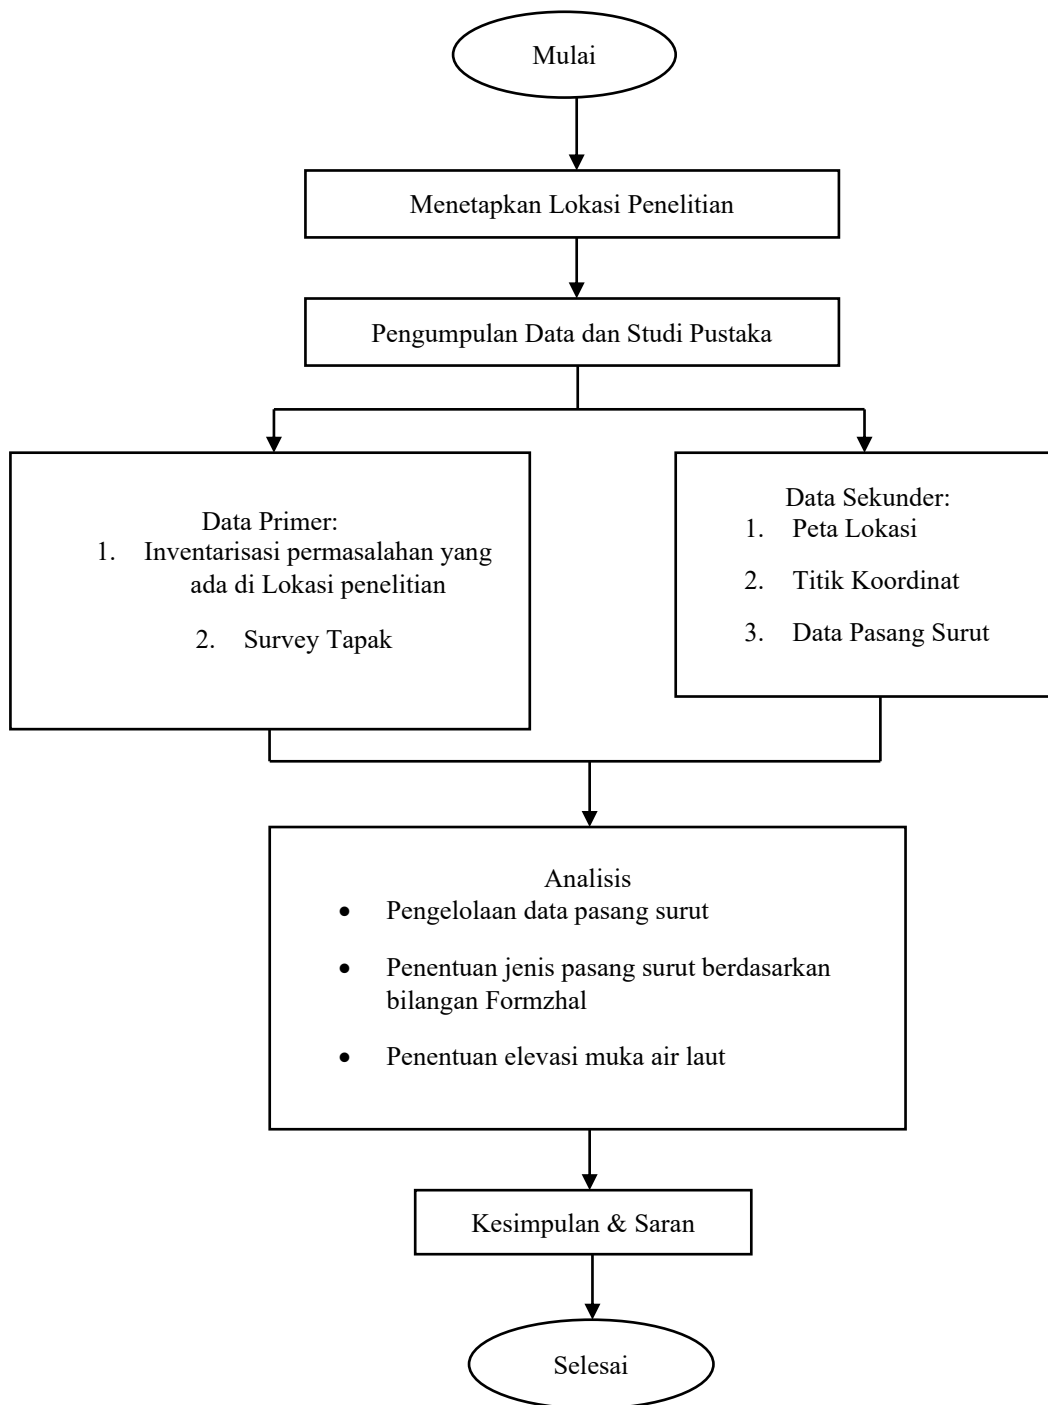 Mulai
Menetapkan Lokasi Penelitian
Pengumpulan Data dan Studi Pustaka
Data Primer:
1. Inventarisasi permasalahan yang
ada di Lokasi penelitian
2. Survey Tapak
Data Sekunder:
1. Peta Lokasi
2. Titik Koordinat
3. Data Pasang Surut
Analisis
• Pengelolaan data pasang surut
• Penentuan jenis pasang surut berdasarkan
bilangan Formzhal
• Penentuan elevasi muka air laut
Kesimpulan & Saran
Selesai